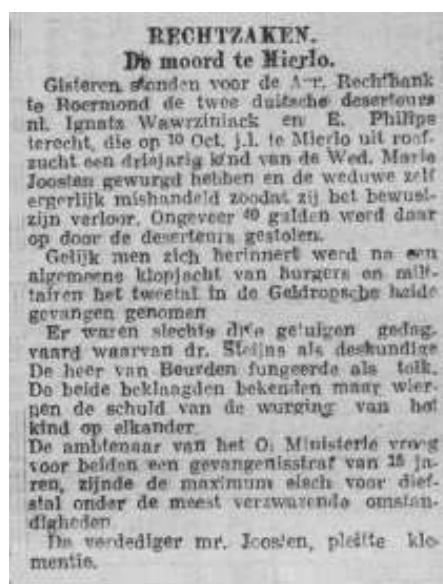 RECHTZAKEN.
De moord te Mierlo.
Gisteren stonden voor de Arr. Rechtbank
te Roermond de twee duitsche deserteurs
nl. Ignats Wawrziniack en E. Philips
terecht, die op 10 Oct. j.l. te Mierlo uit roof-
zucht een driejarig kind van de Wed. Marie
Joosten gewurgd hebben en de weduwe zelf
ergerlijk mishandeld zoodat zij het bewust-
zijn verloor. Ongeveer 40 gulden werd daar
op door de deserteurs gestolen.
Gelijk men zich herinnert werd na een
algemeene klopjacht van burgers en mili-
tairen het tweetal in de Geldropsche heide
gevangen genomen
Er waren slechts drie getuigen gedag-
vaard waarvan dr. Steijns als deskundige
De heer van Beurden fungeerde als tolk.
De beide beklaagden bekenden maar wier-
pen de schuld van de wurging van het
kind op elkander
De ambtenaar van het O. Ministerie vroeg
voor beiden een gevangenisstraf van 15 ja-
ren, zijnde de maximum eisch voor dief-
stal onder de meest verzwarende omstan-
digheden
De verdediger mr. Joosten, pleitte kle-
mentie.